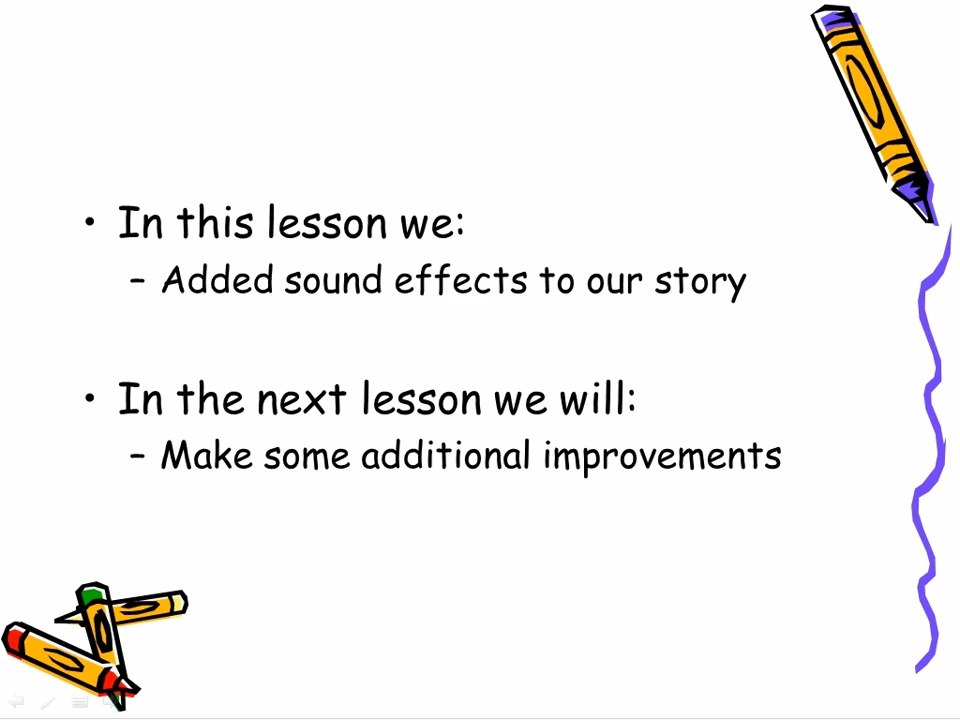 • In this lesson we:
– Added sound effects to our story
• In the next lesson we will:
– Make some additional improvements